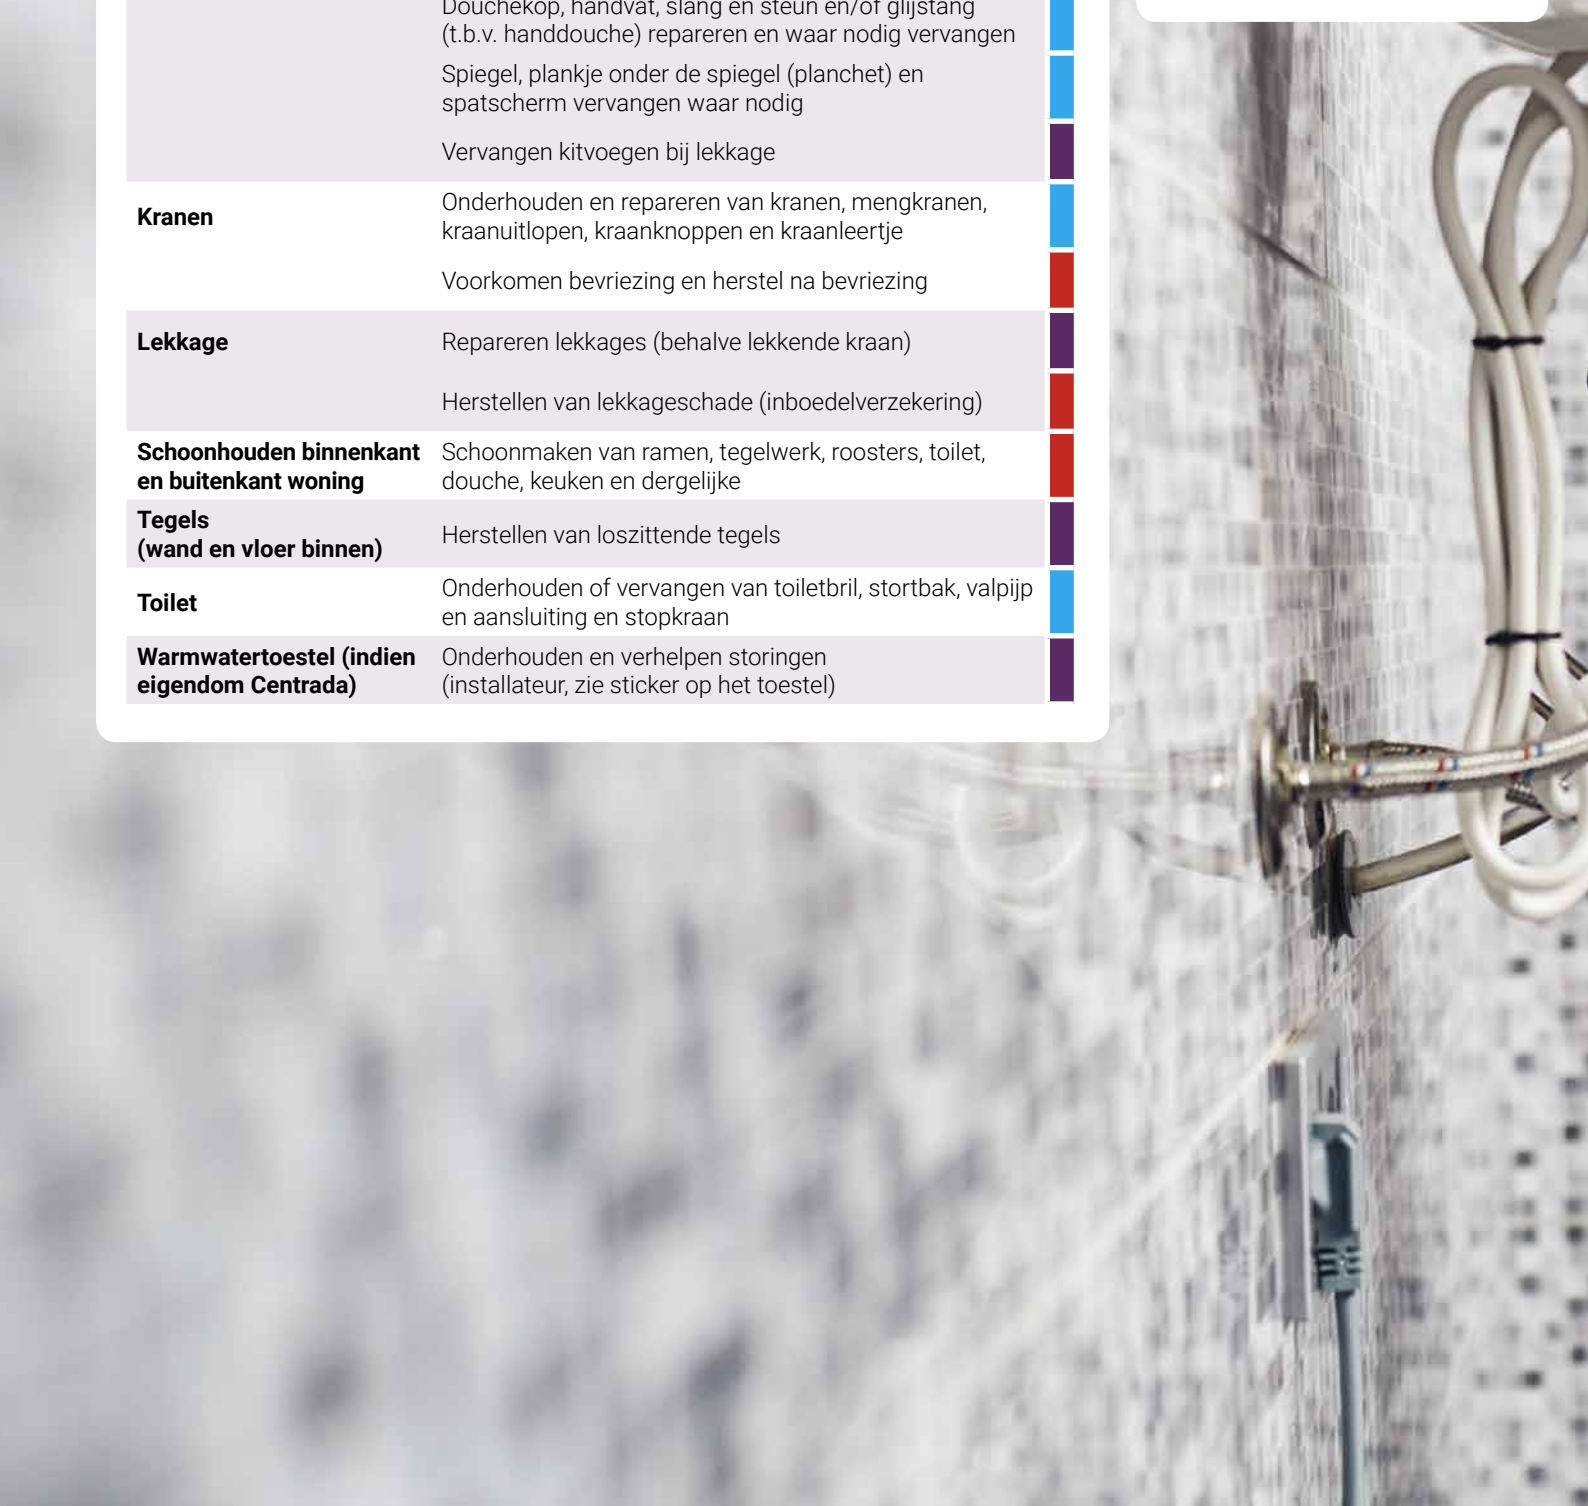 Douchekop, handvat, slang en steun en/of glijstang
(t.b.v. handdouche) repareren en waar nodig vervangen
Spiegel, plankje onder de spiegel (planchet) en
spatscherm vervangen waar nodig
Vervangen kitvoegen bij lekkage
Kranen
Onderhouden en repareren van kranen, mengkranen,
kraanuitlopen, kraanknoppen en kraanleertje
Voorkomen bevriezing en herstel na bevriezing
Lekkage
Repareren lekkages (behalve lekkende kraan)
Herstellen van lekkageschade (inboedelverzekering)
Schoonhouden binnenkant
en buitenkant woning
Schoonmaken van ramen, tegelwerk, roosters, toilet,
douche, keuken en dergelijke
Tegels
(wand en vloer binnen)
Herstellen van loszittende tegels
Toilet
Onderhouden of vervangen van toiletbril, stortbak, valpijp
en aansluiting en stopkraan
Warmwatertoestel (indien
eigendom Centrada)
Onderhouden en verhelpen storingen
(installateur, zie sticker op het toestel)